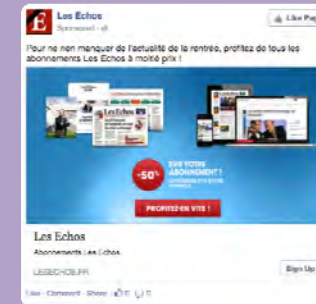 Les Echos
Sponsored
Like Page
Pour ne rien manquer de l'actualité de la rentrée, profitez de tous les
abonnements Les Echos à moitié prix !
Les Echos
-50%
SUR VOTRE
ABONNEMENT !
PROFITEZ-EN VITE !
Les Echos
Abonnements Les Echos
LESECHOS.FR
Sign Up
Like · Comment · Share